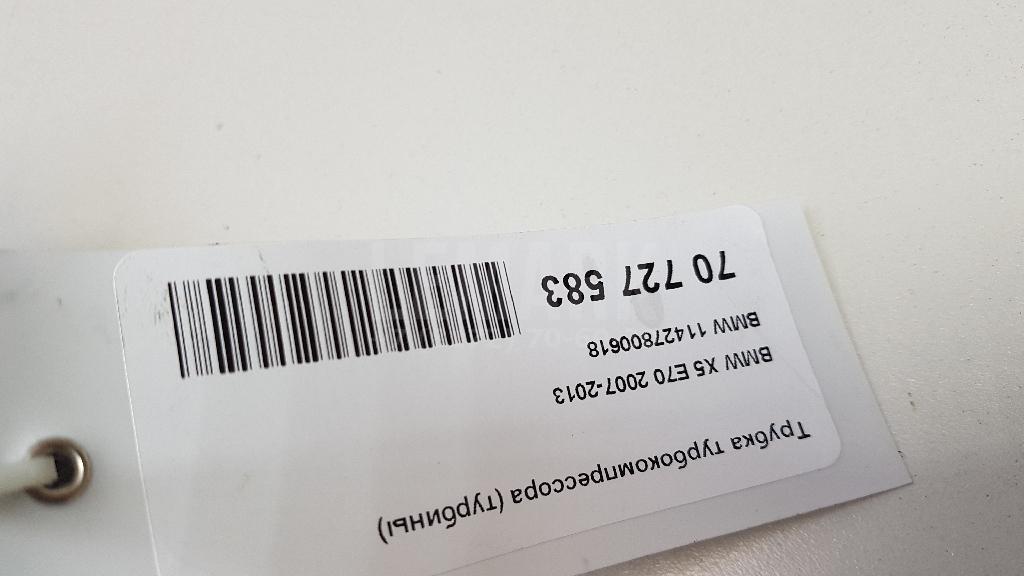 Трубка турбокомпрессора (турбины)
BMW X5 E70 2007-2013
BMW 11427800618
70 727 583